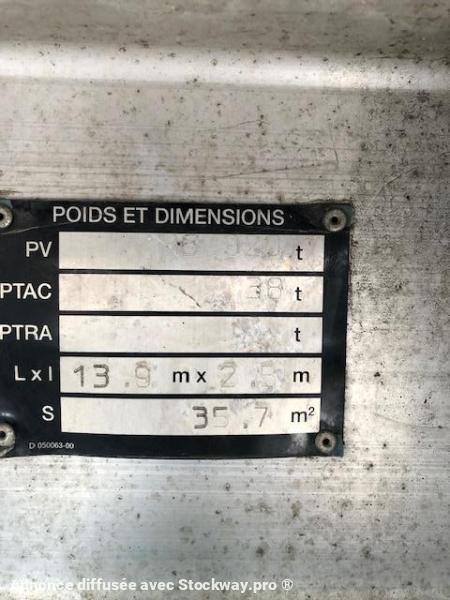 POIDS ET DIMENSIONS
PV t
PTAC 38 t
PTRA t
L x l 13.9 m x 2.5 m
S 35.7 m²
D 050063-00
Annonce diffusée avec Stockway.pro ®